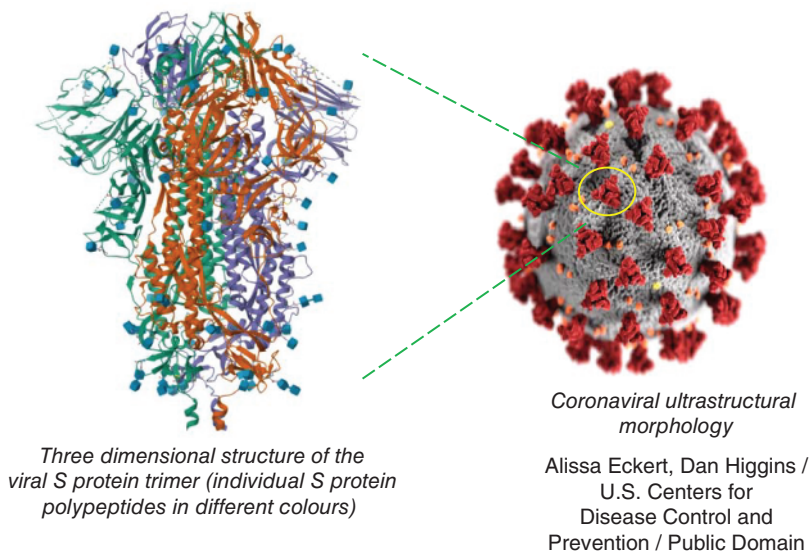 Three dimensional structure of the
viral S protein trimer (individual S protein
polypeptides in different colours)
Coronaviral ultrastructural
morphology
Alissa Eckert, Dan Higgins /
U.S. Centers for
Disease Control and
Prevention / Public Domain